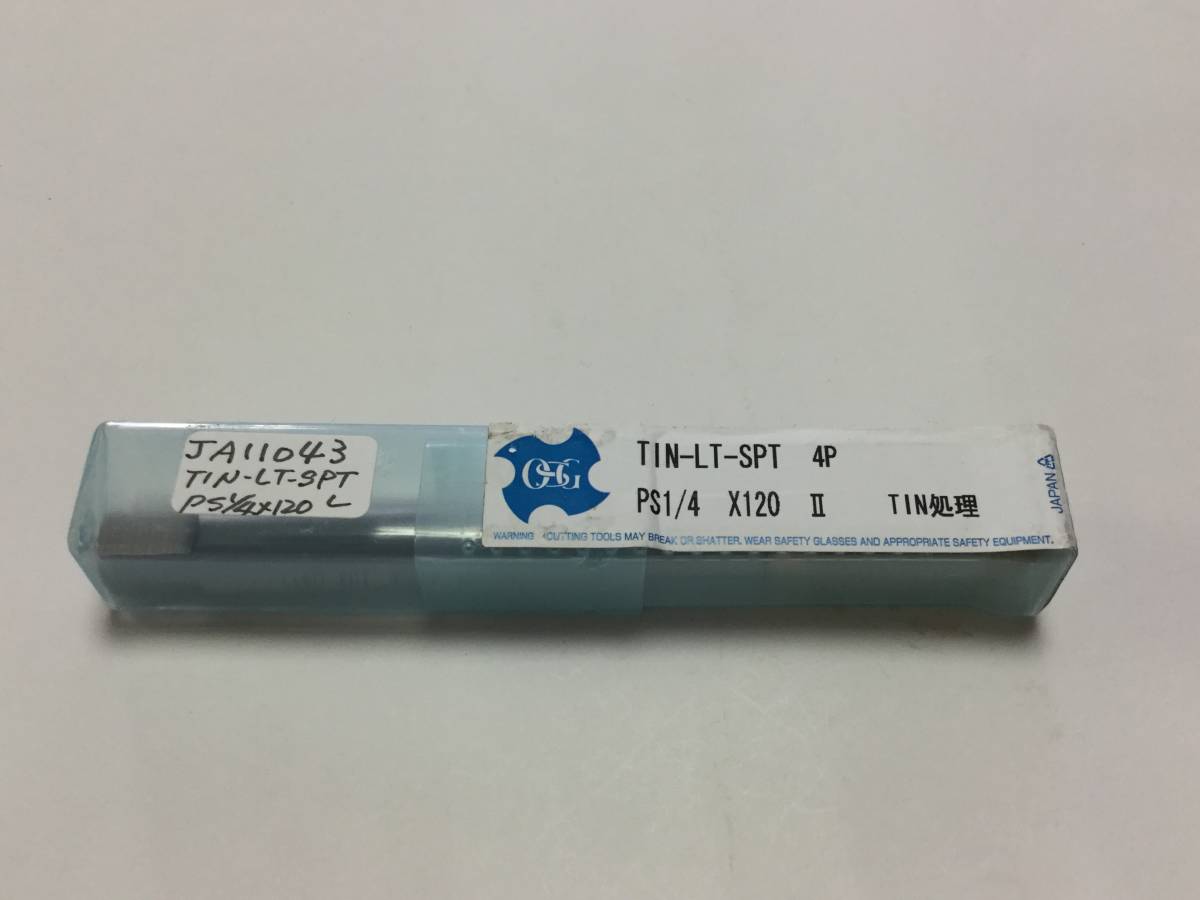 JA11043
TIN-LT-SPT
PS1/4X120 L
OSG
TIN-LT-SPT 4P
PS1/4 X120 II TIN処理
WARNING CUTTING TOOLS MAY BREAK OR SHATTER. WEAR SAFETY GLASSES AND APPROPRIATE SAFETY EQUIPMENT.
JAPAN